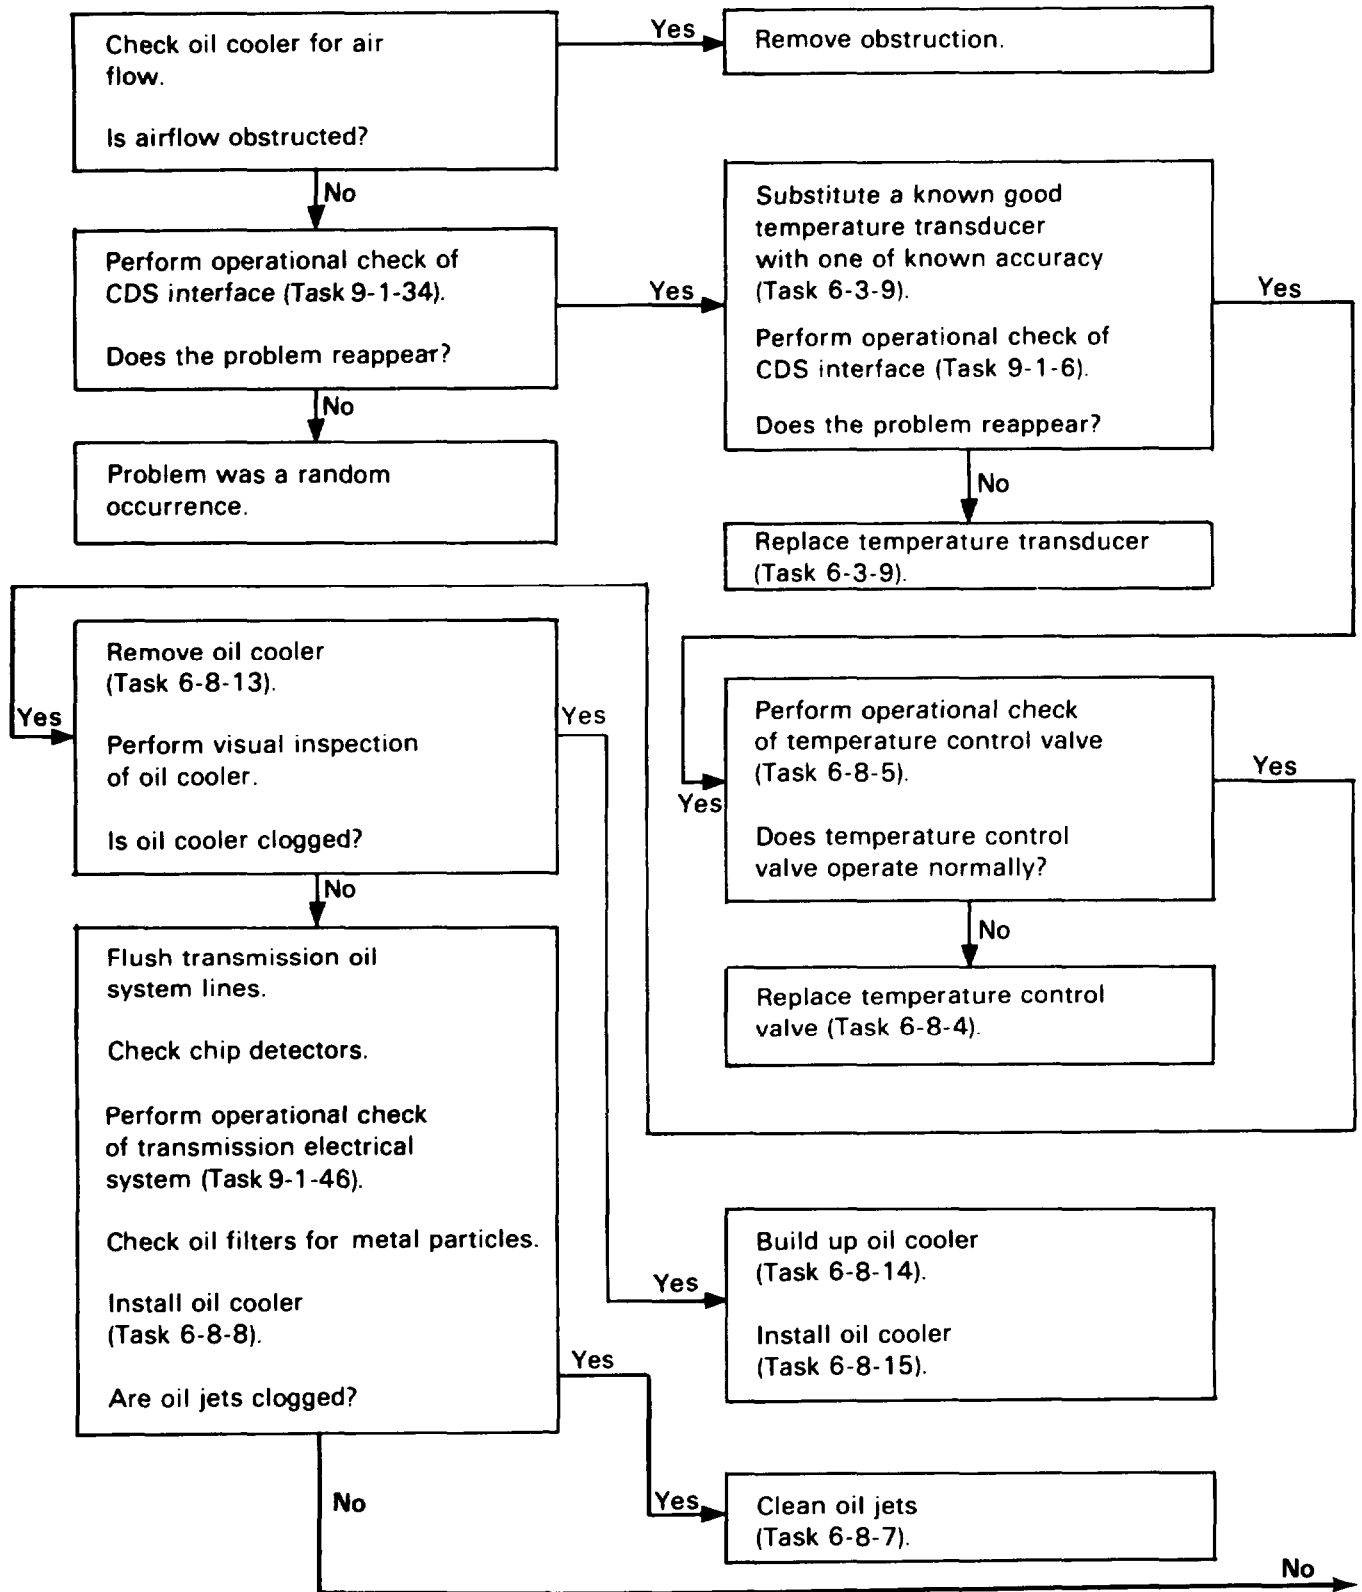 Check oil cooler for air
flow.
Is airflow obstructed?
Yes
Remove obstruction.
No
Perform operational check of
CDS interface (Task 9-1-34).
Does the problem reappear?
Yes
Substitute a known good
temperature transducer
with one of known accuracy
(Task 6-3-9).
Perform operational check of
CDS interface (Task 9-1-6).
Does the problem reappear?
Yes
No
Problem was a random
occurrence.
No
Replace temperature transducer
(Task 6-3-9).
Yes
Remove oil cooler
(Task 6-8-13).
Perform visual inspection
of oil cooler.
Is oil cooler clogged?
Yes
Yes
Perform operational check
of temperature control valve
(Task 6-8-5).
Does temperature control
valve operate normally?
Yes
No
No
Replace temperature control
valve (Task 6-8-4).
Flush transmission oil
system lines.
Check chip detectors.
Perform operational check
of transmission electrical
system (Task 9-1-46).
Check oil filters for metal particles.
Install oil cooler
(Task 6-8-8).
Are oil jets clogged?
Yes
Yes
Build up oil cooler
(Task 6-8-14).
Install oil cooler
(Task 6-8-15).
No
Yes
Clean oil jets
(Task 6-8-7).
No